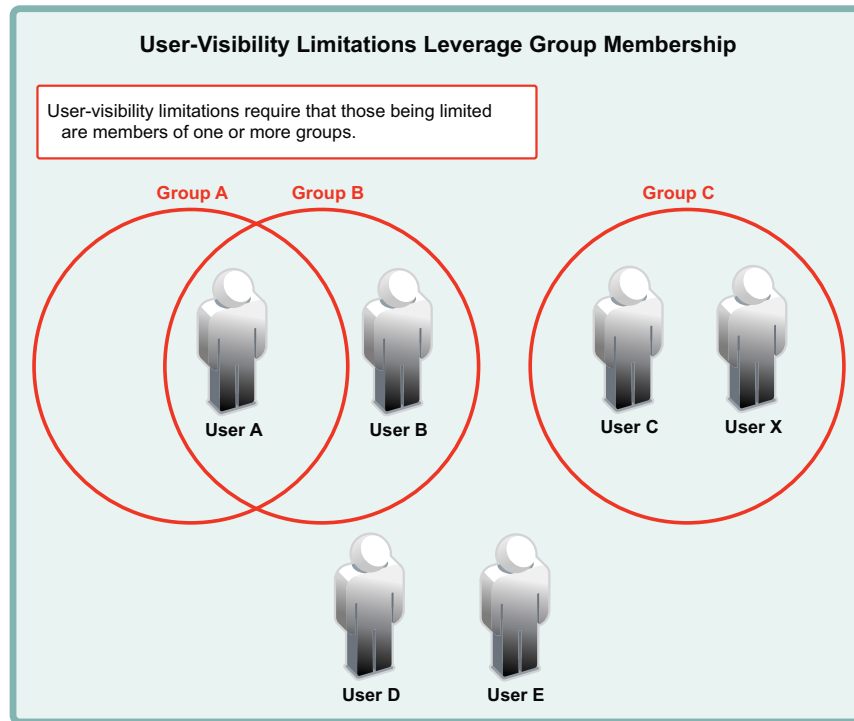 User-Visibility Limitations Leverage Group Membership
User-visibility limitations require that those being limited
are members of one or more groups.
Group A
Group B
Group C
User A
User B
User C
User X
User D
User E